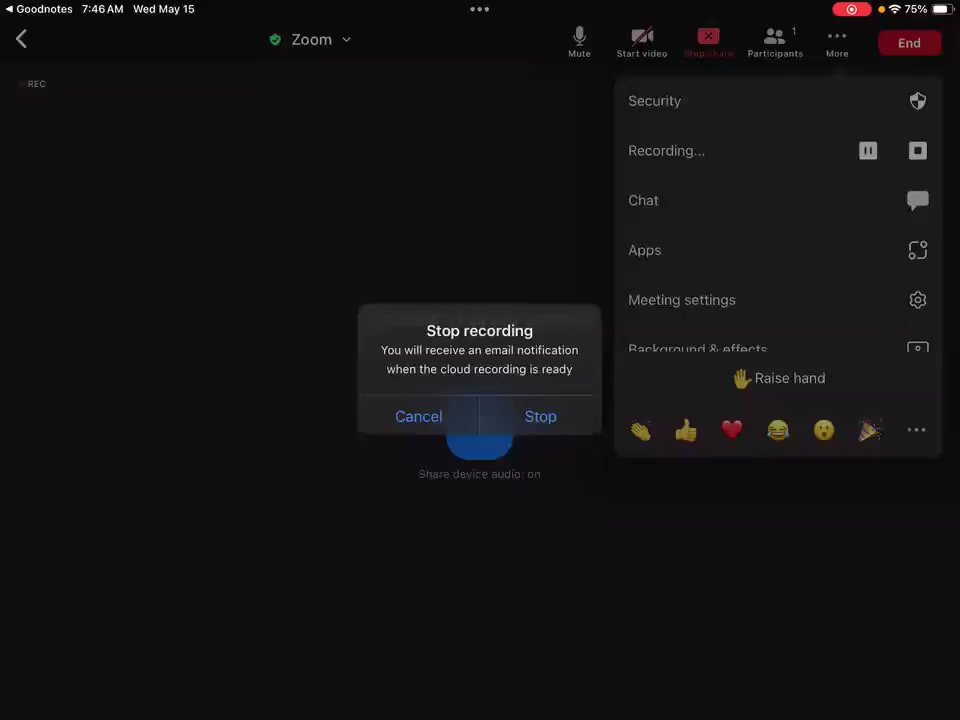 Goodnotes 7:46 AM Wed May 15 75%
Zoom
Mute Start video Stop share Participants 1 More End
REC
Security
Recording...
Chat
Apps
Meeting settings
Background & effects
Raise hand
Stop recording
You will receive an email notification
when the cloud recording is ready
Cancel Stop
Share device audio: on